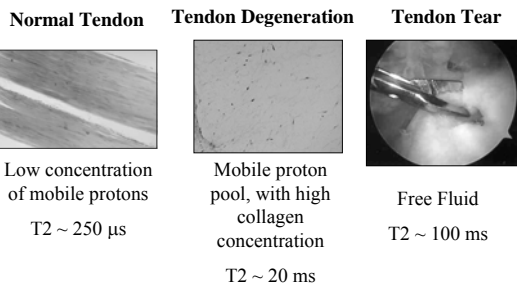 Normal Tendon
Low concentration
of mobile protons
T2 ~ 250 μs
Tendon Degeneration
Mobile proton
pool, with high
collagen
concentration
T2 ~ 20 ms
Tendon Tear
Free Fluid
T2 ~ 100 ms